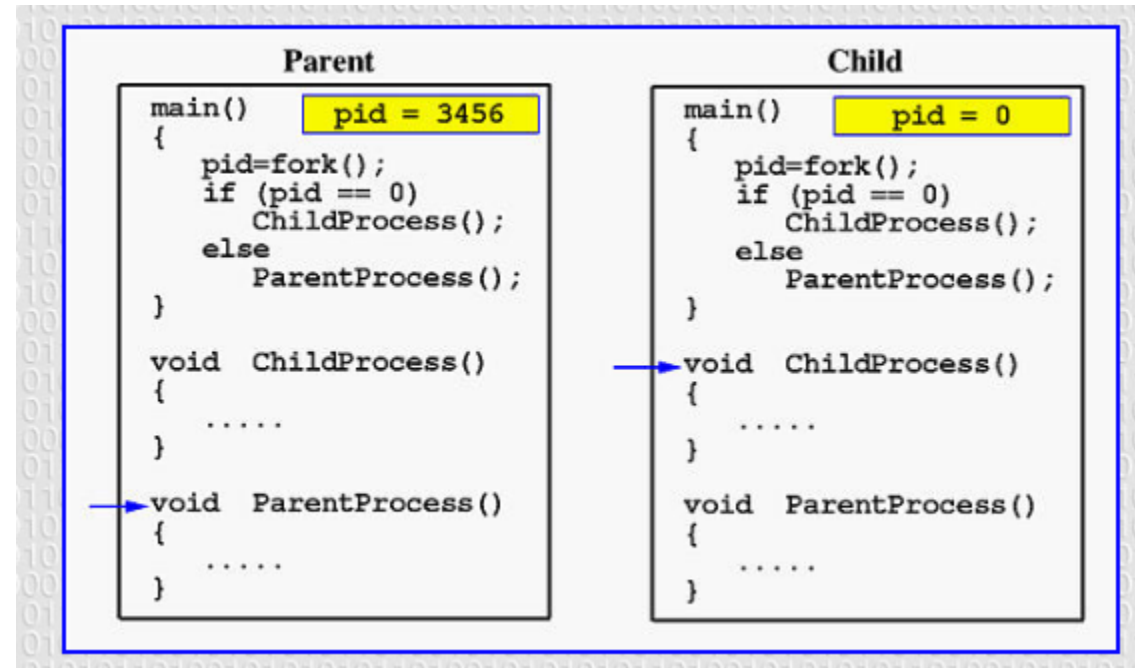 Parent
main()
pid = 3456
{
pid=fork();
if (pid == 0)
ChildProcess();
else
ParentProcess();
}
void ChildProcess()
{
.....
}
void ParentProcess()
{
.....
}
Child
main()
pid = 0
{
pid=fork();
if (pid == 0)
ChildProcess();
else
ParentProcess();
}
void ChildProcess()
{
.....
}
void ParentProcess()
{
.....
}